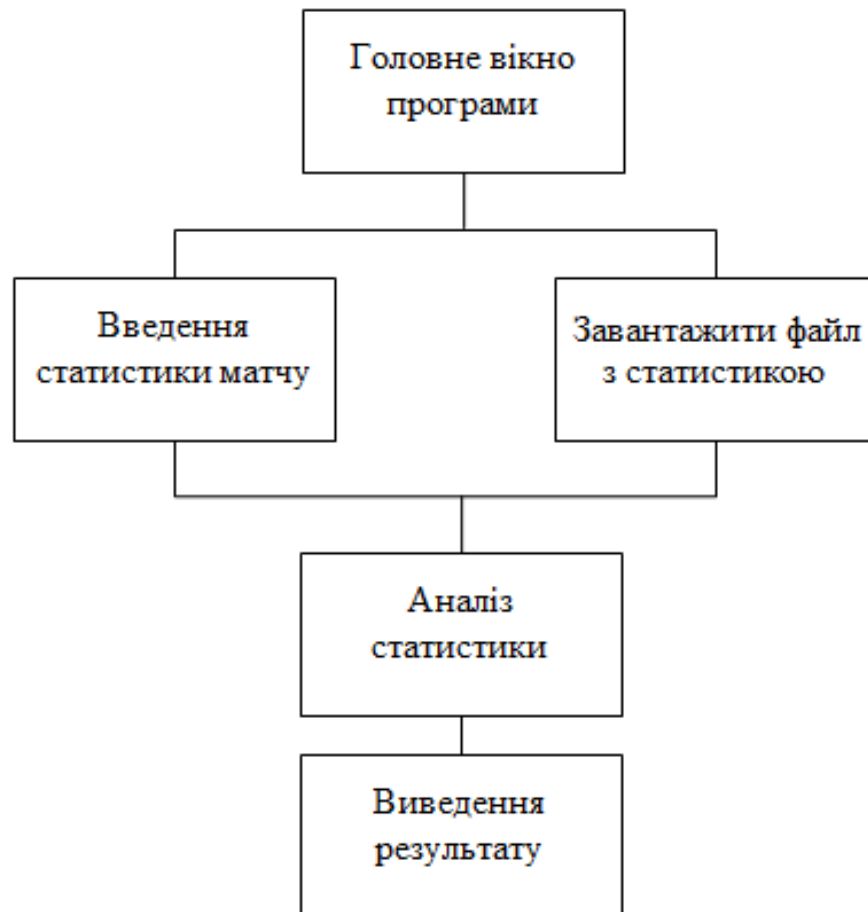 Головне вікно
програми
Введення
статистики матчу
Завантажити файл
з статистикою
Аналіз
статистики
Виведення
результату